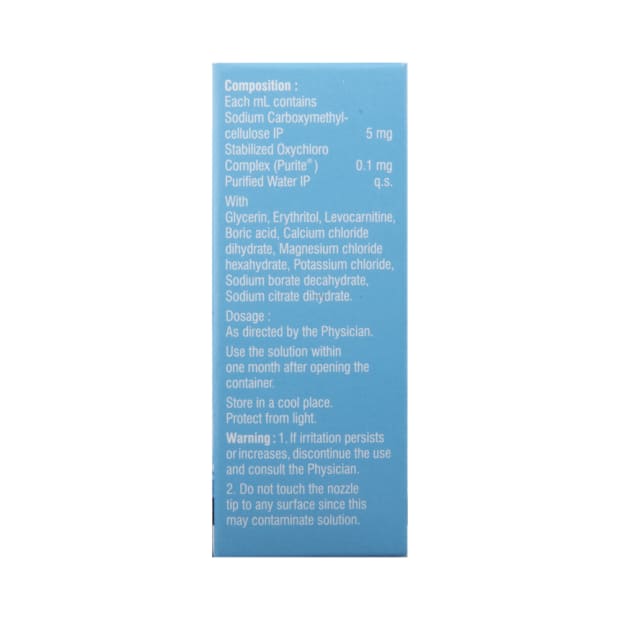 Composition :
Each mL contains
Sodium Carboxymethyl-
cellulose IP 5 mg
Stabilized Oxychloro
Complex (Purite®) 0.1 mg
Purified Water IP q.s.
With
Glycerin, Erythritol, Levocarnitine,
Boric acid, Calcium chloride
dihydrate, Magnesium chloride
hexahydrate, Potassium chloride,
Sodium borate decahydrate,
Sodium citrate dihydrate.
Dosage :
As directed by the Physician.
Use the solution within
one month after opening the
container.
Store in a cool place.
Protect from light.
Warning : 1. If irritation persists
or increases, discontinue the use
and consult the Physician.
2. Do not touch the nozzle
tip to any surface since this
may contaminate solution.